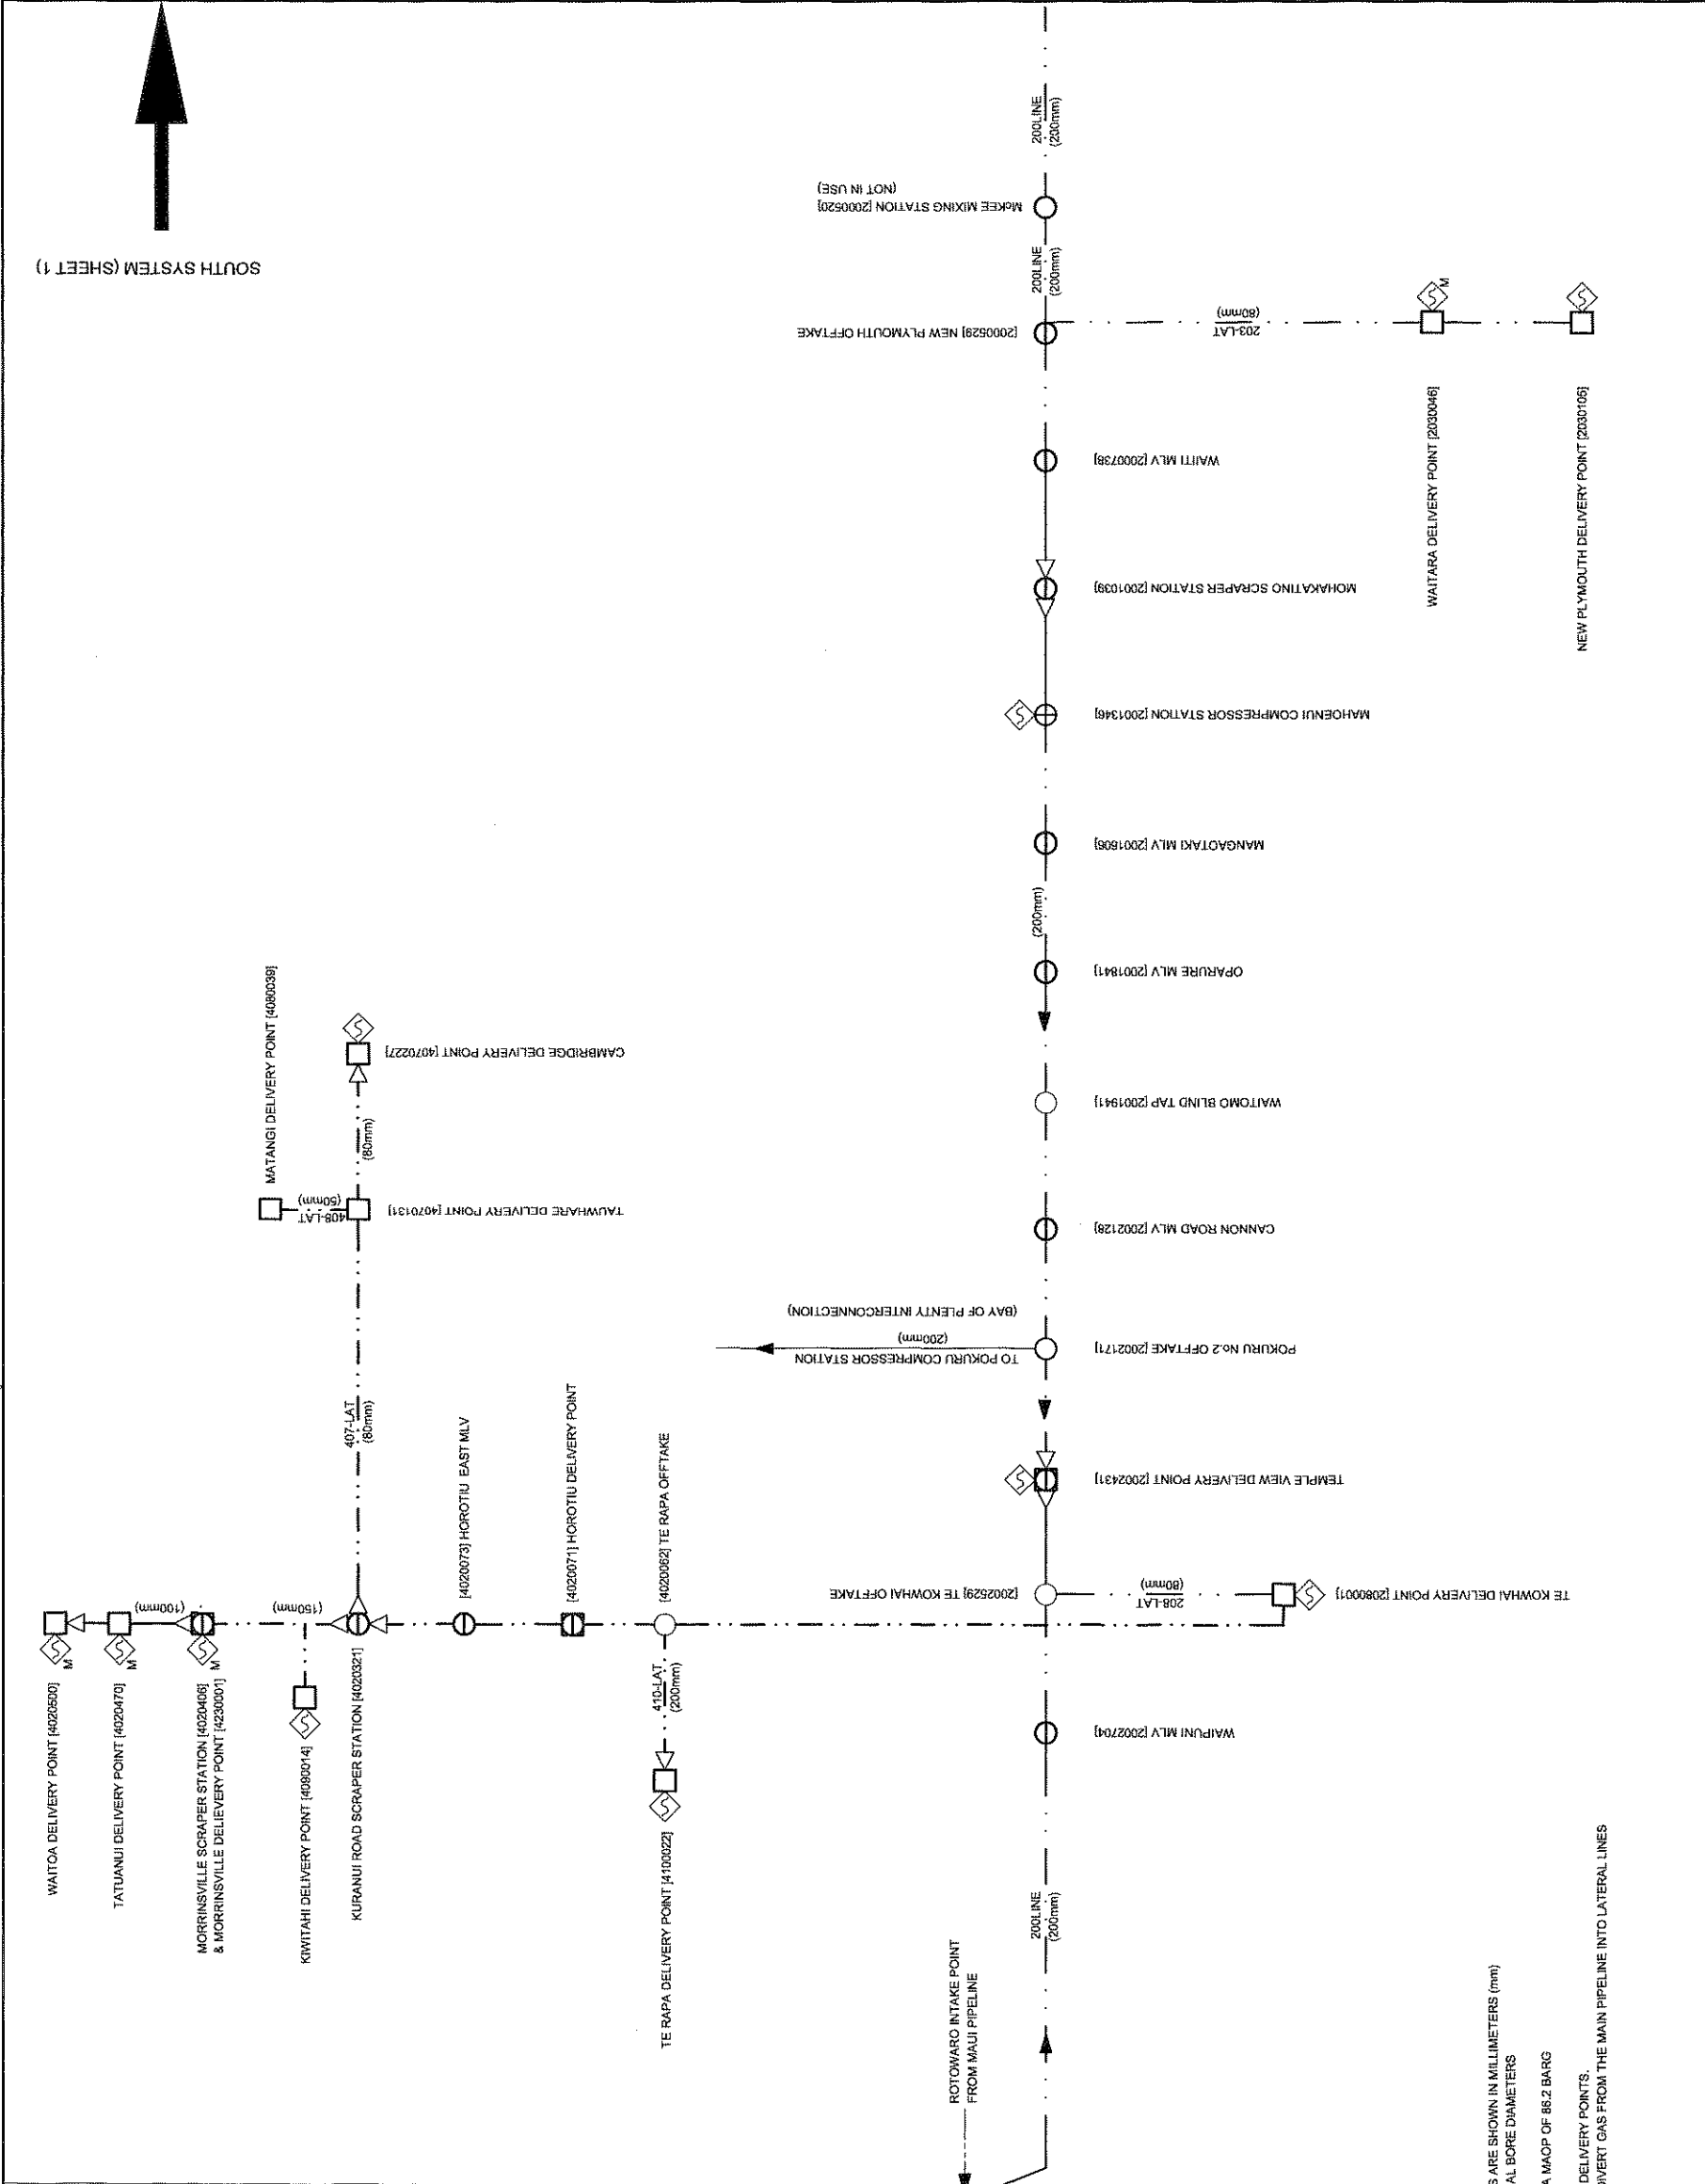 SOUTH SYSTEM (SHEET 1)
200LINE
(200mm)
McKEE MIXING STATION [2000520]
(NOT IN USE)
200LINE
(200mm)
[2000529] NEW PLYMOUTH OFFTAKE
203-LAT
(80mm)
M
WAITARA DELIVERY POINT [2030046]
NEW PLYMOUTH DELIVERY POINT [2030106]
WAIITI MLV [2000738]
MOHAKATINO SCRAPER STATION [2001039]
MAHOENUI COMPRESSOR STATION [2001346]
MANGAOTAKI MLV [2001606]
(200mm)
OPARURE MLV [2001841]
WAITOMO BLIND TAP [2001941]
CANNON ROAD MLV [2002128]
(BAY OF PLENTY INTERCONNECTION)
(200mm)
TO POKURU COMPRESSOR STATION
POKURU No.2 OFFTAKE [2002171]
TEMPLE VIEW DELIVERY POINT [2002431]
[2002529] TE KOWHAI OFFTAKE
208-LAT
(80mm)
TE KOWHAI DELIVERY POINT [2080001]
WAIPUNI MLV [2002704]
200LINE
(200mm)
ROTOWARO INTAKE POINT
FROM MAUI PIPELINE
MATANGI DELIVERY POINT [4080039]
408-LAT
(50mm)
CAMBRIDGE DELIVERY POINT [4070227]
(80mm)
TAUWHARE DELIVERY POINT [4070131]
407-LAT
(80mm)
[4020073] HOROTIU EAST MLV
[4020071] HOROTIU DELIVERY POINT
[4020062] TE RAPA OFFTAKE
410-LAT
(200mm)
TE RAPA DELIVERY POINT [4100022]
(100mm)
(150mm)
M
WAITOA DELIVERY POINT [4020500]
M
TATUANUI DELIVERY POINT [4020470]
M
MORRINSVILLE SCRAPER STATION [4020406]
& MORRINSVILLE DELIEVERY POINT [4230001]
KIWITAHI DELIVERY POINT [4090014]
KURANUI ROAD SCRAPER STATION [4020321]
S ARE SHOWN IN MILLIMETERS (mm)
AL BORE DIAMETERS
A MAOP OF 86.2 BARG
DELIVERY POINTS.
IVERT GAS FROM THE MAIN PIPELINE INTO LATERAL LINES